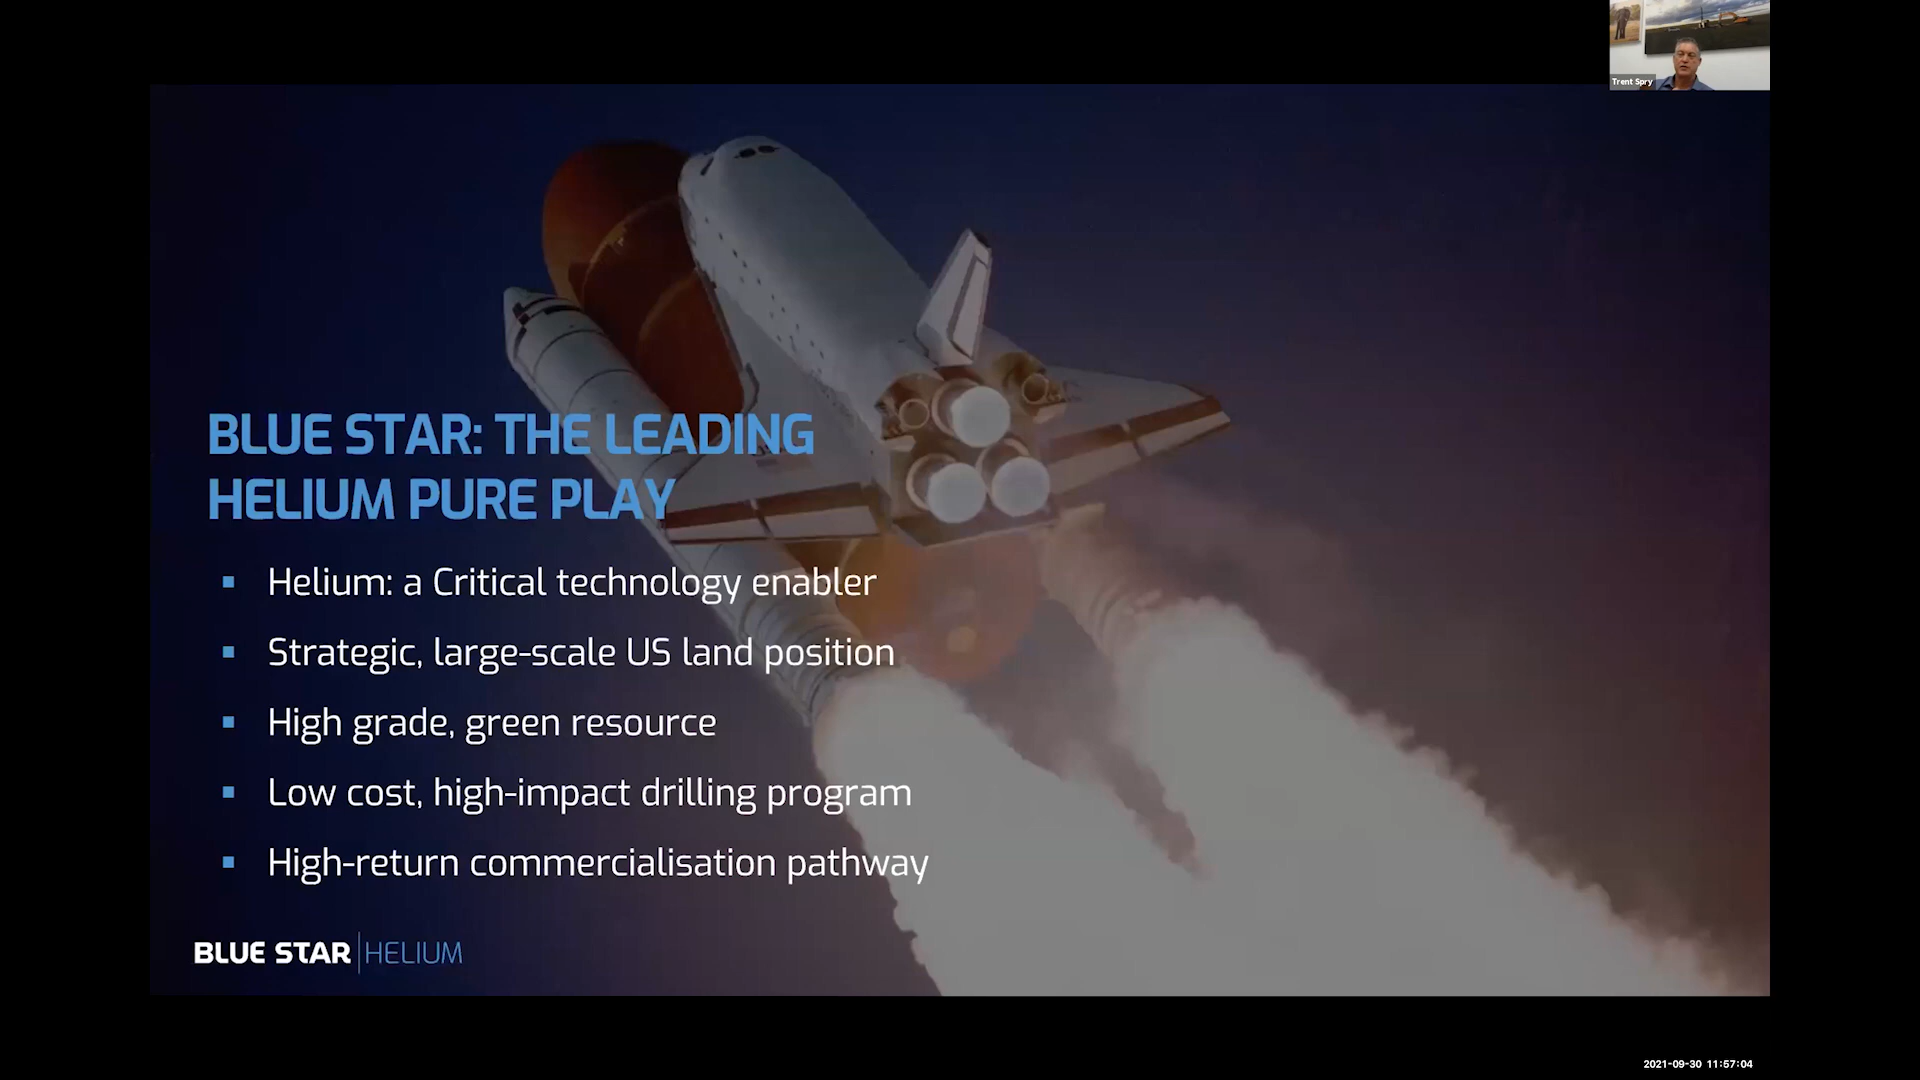 Trent Spry
BLUE STAR: THE LEADING
HELIUM PURE PLAY
▪ Helium: a Critical technology enabler
▪ Strategic, large-scale US land position
▪ High grade, green resource
▪ Low cost, high-impact drilling program
▪ High-return commercialisation pathway
BLUE STAR HELIUM
2021-09-30 11:57:04